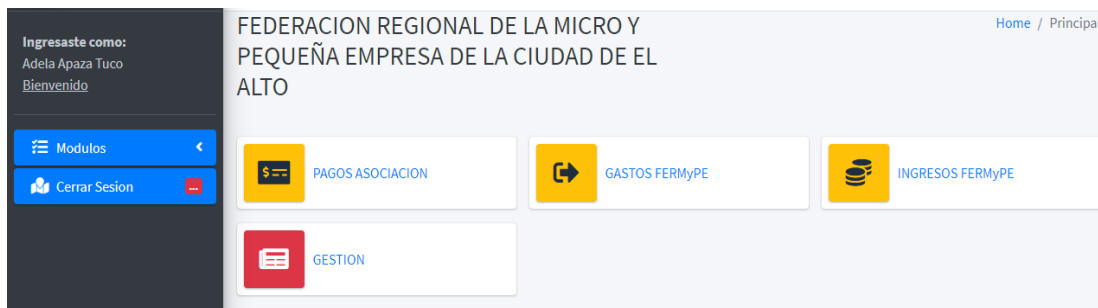 Ingresaste como:
Adela Apaza Tuco
Bienvenido
Modulos
Cerrar Sesion
FEDERACION REGIONAL DE LA MICRO Y
PEQUEÑA EMPRESA DE LA CIUDAD DE EL
ALTO
Home / Principa
PAGOS ASOCIACION
GASTOS FERMyPE
INGRESOS FERMyPE
GESTION